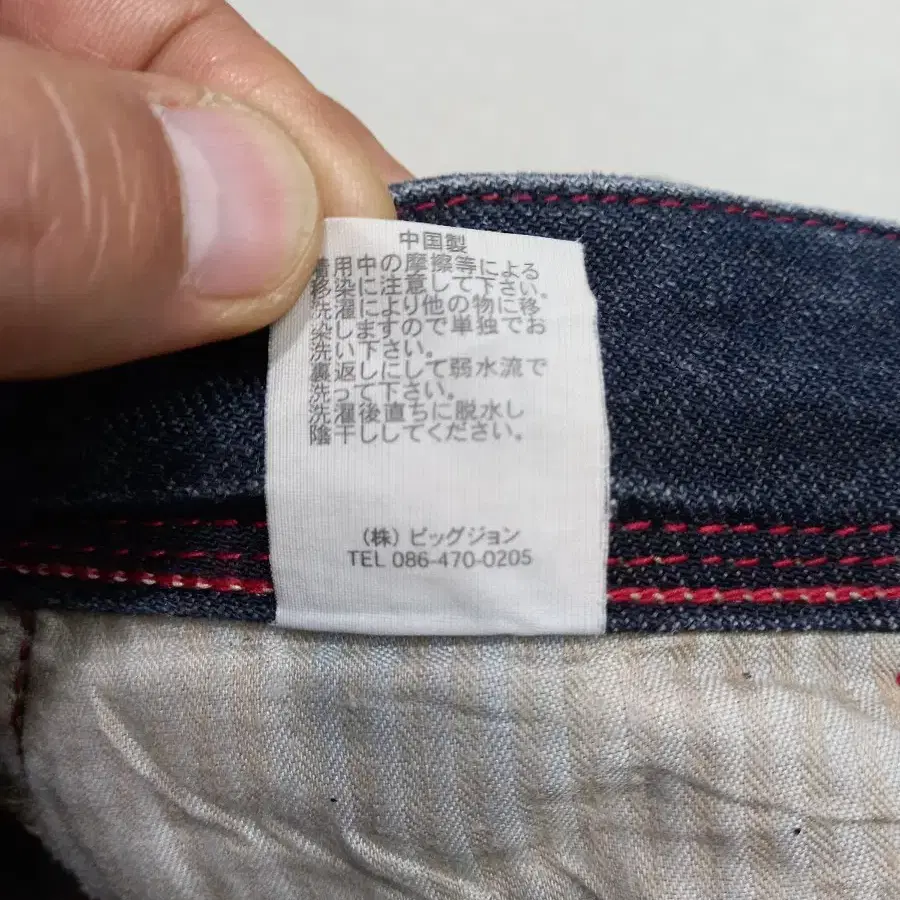 中国製
着用中の摩擦等による
移染に注意して下さい。
洗濯により他の物に移
染しますので単独でお
洗い下さい。
裏返しにして弱水流で
洗って下さい。
洗濯後直ちに脱水し
陰干ししてください。
(株) ビッグジョン
TEL 086-470-0205